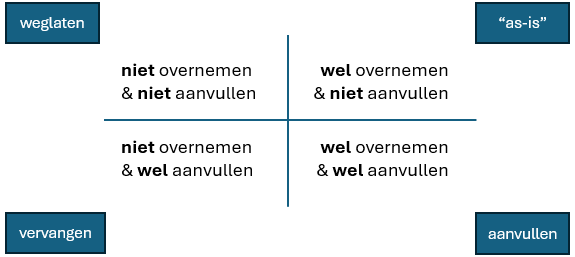 weglaten
“as-is”
niet overnemen
& niet aanvullen
wel overnemen
& niet aanvullen
niet overnemen
& wel aanvullen
wel overnemen
& wel aanvullen
vervangen
aanvullen